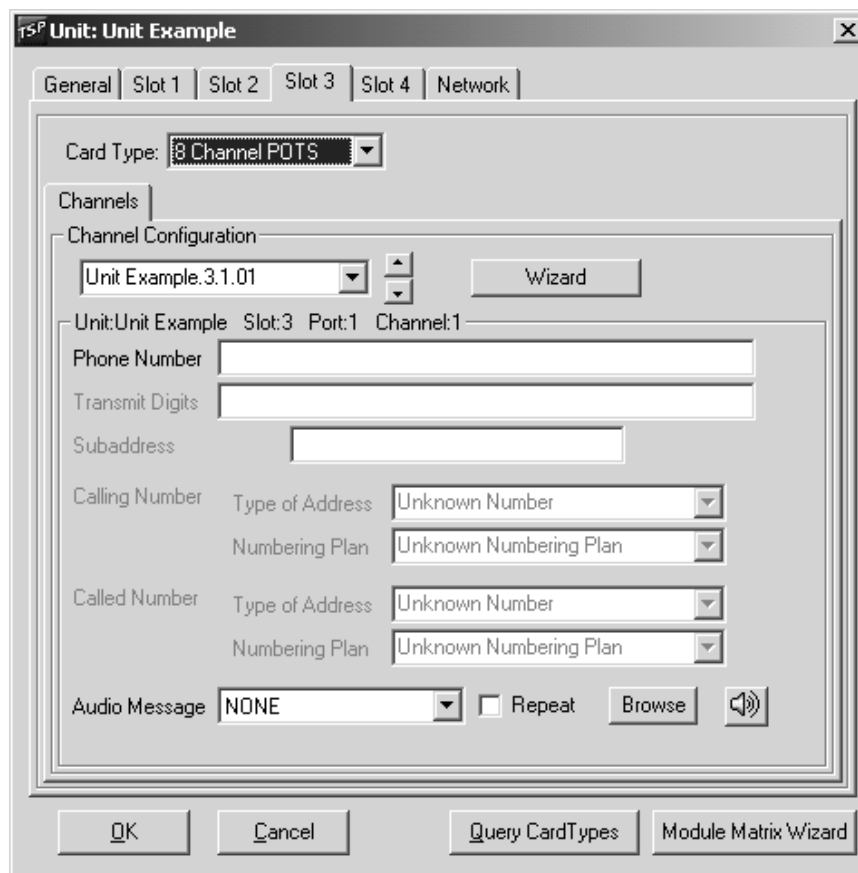 TSP Unit: Unit Example
General Slot 1 Slot 2 Slot 3 Slot 4 Network
Card Type: 8 Channel POTS
Channels
Channel Configuration
Unit Example.3.1.01 Wizard
Unit:Unit Example Slot:3 Port:1 Channel:1
Phone Number
Transmit Digits
Subaddress
Calling Number Type of Address Unknown Number
Numbering Plan Unknown Numbering Plan
Called Number Type of Address Unknown Number
Numbering Plan Unknown Numbering Plan
Audio Message NONE Repeat Browse
OK Cancel Query CardTypes Module Matrix Wizard